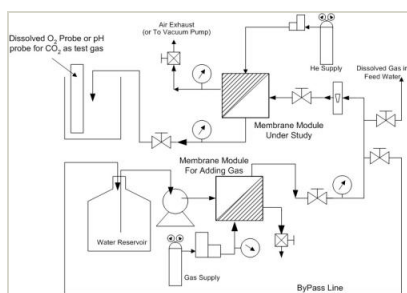 Air Exhaust
(or To Vacuum Pump)
Dissolved O2 Probe or pH
probe for CO2 as test gas
He Supply
Dissolved Gas in
Feed Water
Membrane Module
Under Study
Membrane Module
For Adding Gas
Water Reservoir
Gas Supply
ByPass Line